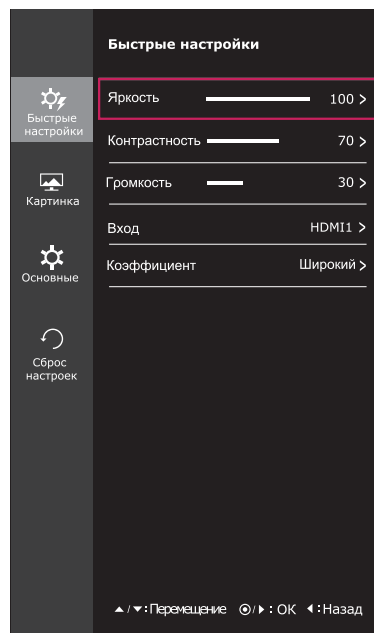 Быстрые настройки
Быстрые
настройки
Картинка
Основные
Сброс
настроек
Яркость 100 >
Контрастность 70 >
Громкость 30 >
Вход HDMI1 >
Коэффициент Широкий >
▲/▼:Перемещение ◉/▶: OK ◀:Назад